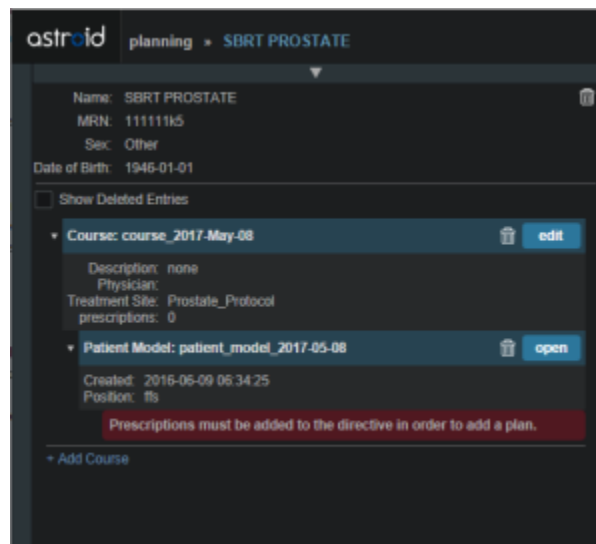 astroid planning » SBRT PROSTATE
Name: SBRT PROSTATE
MRN: 111111k5
Sex: Other
Date of Birth: 1946-01-01
Show Deleted Entries
Course: course_2017-May-08 edit
Description: none
Physician:
Treatment Site: Prostate_Protocol
prescriptions: 0
Patient Model: patient_model_2017-05-08 open
Created: 2016-06-09 06:34:25
Position: ffs
Prescriptions must be added to the directive in order to add a plan.
+ Add Course